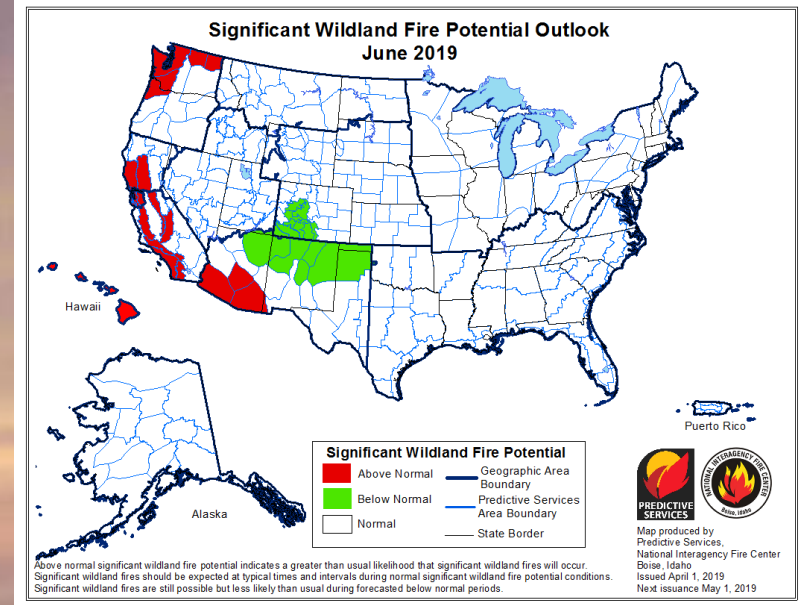 Significant Wildland Fire Potential Outlook
June 2019
Hawaii
Alaska
Puerto Rico
Significant Wildland Fire Potential
Above Normal
Below Normal
Normal
Geographic Area
Boundary
Predictive Services
Area Boundary
State Border
PREDICTIVE
SERVICES
NATIONAL INTERAGENCY FIRE CENTER
Boise, Idaho
Map produced by
Predictive Services,
National Interagency Fire Center
Boise, Idaho
Issued April 1, 2019
Next issuance May 1, 2019
Above normal significant wildland fire potential indicates a greater than usual likelihood that significant wildland fires will occur.
Significant wildland fires should be expected at typical times and intervals during normal significant wildland fire potential conditions.
Significant wildland fires are still possible but less likely than usual during forecasted below normal periods.